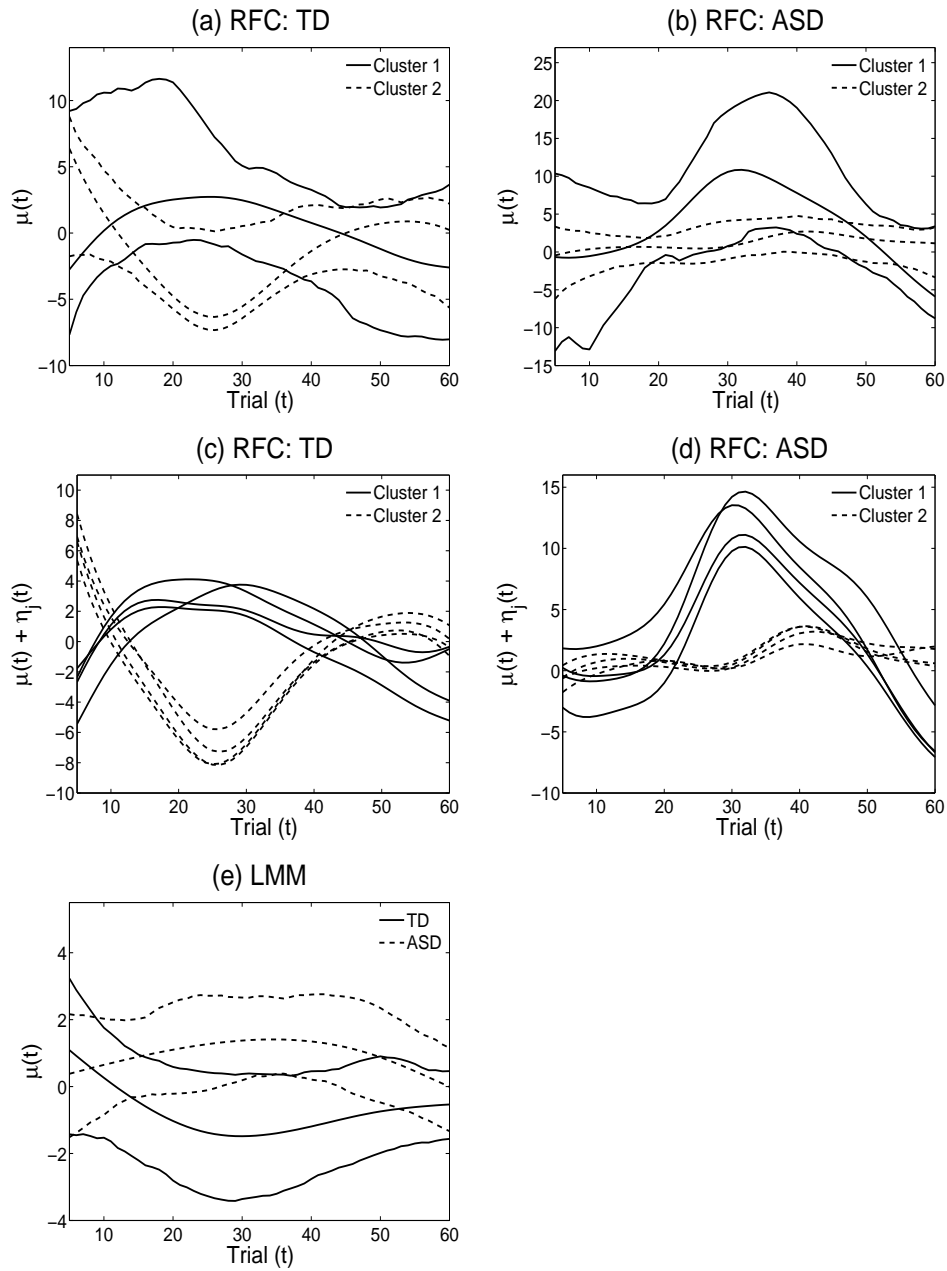 (a) RFC: TD
Cluster 1
Cluster 2
10
5
0
−5
−10
10 20 30 40 50 60
μ(t)
Trial (t)
(b) RFC: ASD
Cluster 1
Cluster 2
25
20
15
10
5
0
−5
−10
−15
10 20 30 40 50 60
μ(t)
Trial (t)
(c) RFC: TD
Cluster 1
Cluster 2
10
8
6
4
2
0
−2
−4
−6
−8
−10
10 20 30 40 50 60
μ(t) + ηj(t)
Trial (t)
(d) RFC: ASD
Cluster 1
Cluster 2
15
10
5
0
−5
−10
10 20 30 40 50 60
μ(t) + ηj(t)
Trial (t)
(e) LMM
TD
ASD
4
2
0
−2
−4
10 20 30 40 50 60
μ(t)
Trial (t)